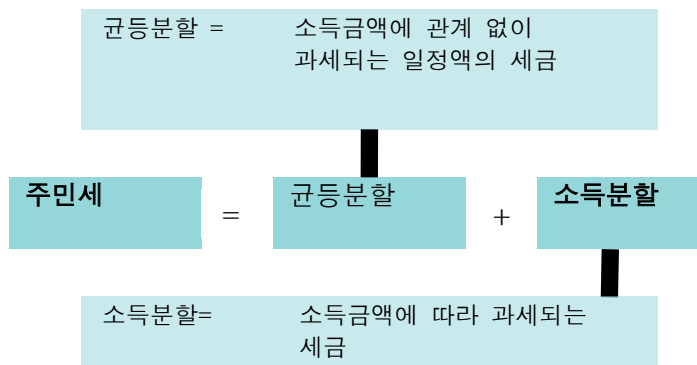 균등분할 = 소득금액에 관계 없이
과세되는 일정액의 세금
주민세 = 균등분할 + 소득분할
소득분할= 소득금액에 따라 과세되는
세금